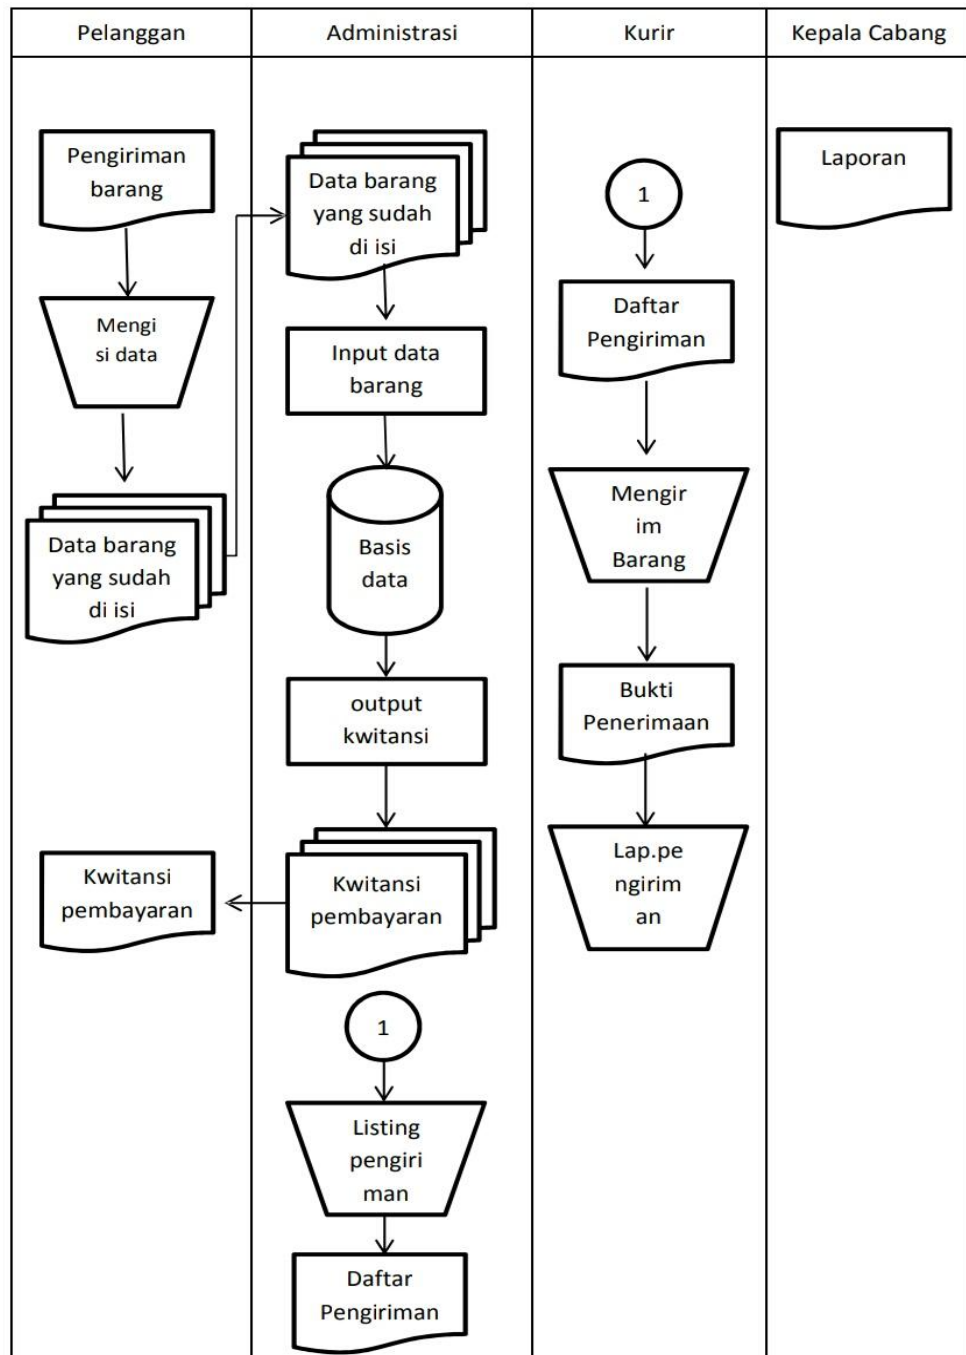 Pelanggan
Administrasi
Kurir
Kepala Cabang
Pengiriman
barang
Mengi
si data
Data barang
yang sudah
di isi
Kwitansi
pembayaran
Data barang
yang sudah
di isi
Input data
barang
Basis
data
output
kwitansi
Kwitansi
pembayaran
1
Listing
pengiri
man
Daftar
Pengiriman
1
Daftar
Pengiriman
Mengir
im
Barang
Bukti
Penerimaan
Lap.pe
ngirim
an
Laporan